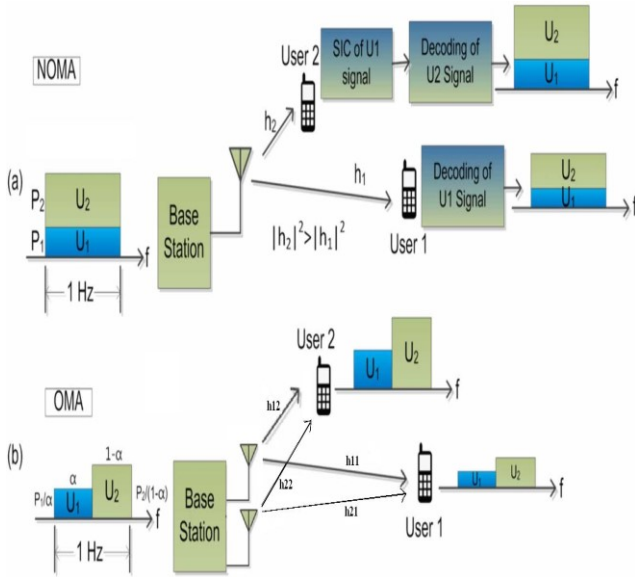 NOMA
User 2
SIC of U1
signal
Decoding of
U2 Signal
U₂
U₁
f
h₂
(a)
P₂
U₂
P₁
U₁
f
1 Hz
Base
Station
h₁
|h₂|²>|h₁|²
User 1
Decoding of
U1 Signal
U₂
U₁
f
OMA
User 2
U₁
U₂
f
h12
(b)
α
1-α
P₁/α
U₁
U₂
P₂/(1-α)
f
1 Hz
Base
Station
h11
h22
h21
User 1
U₁
U₂
f